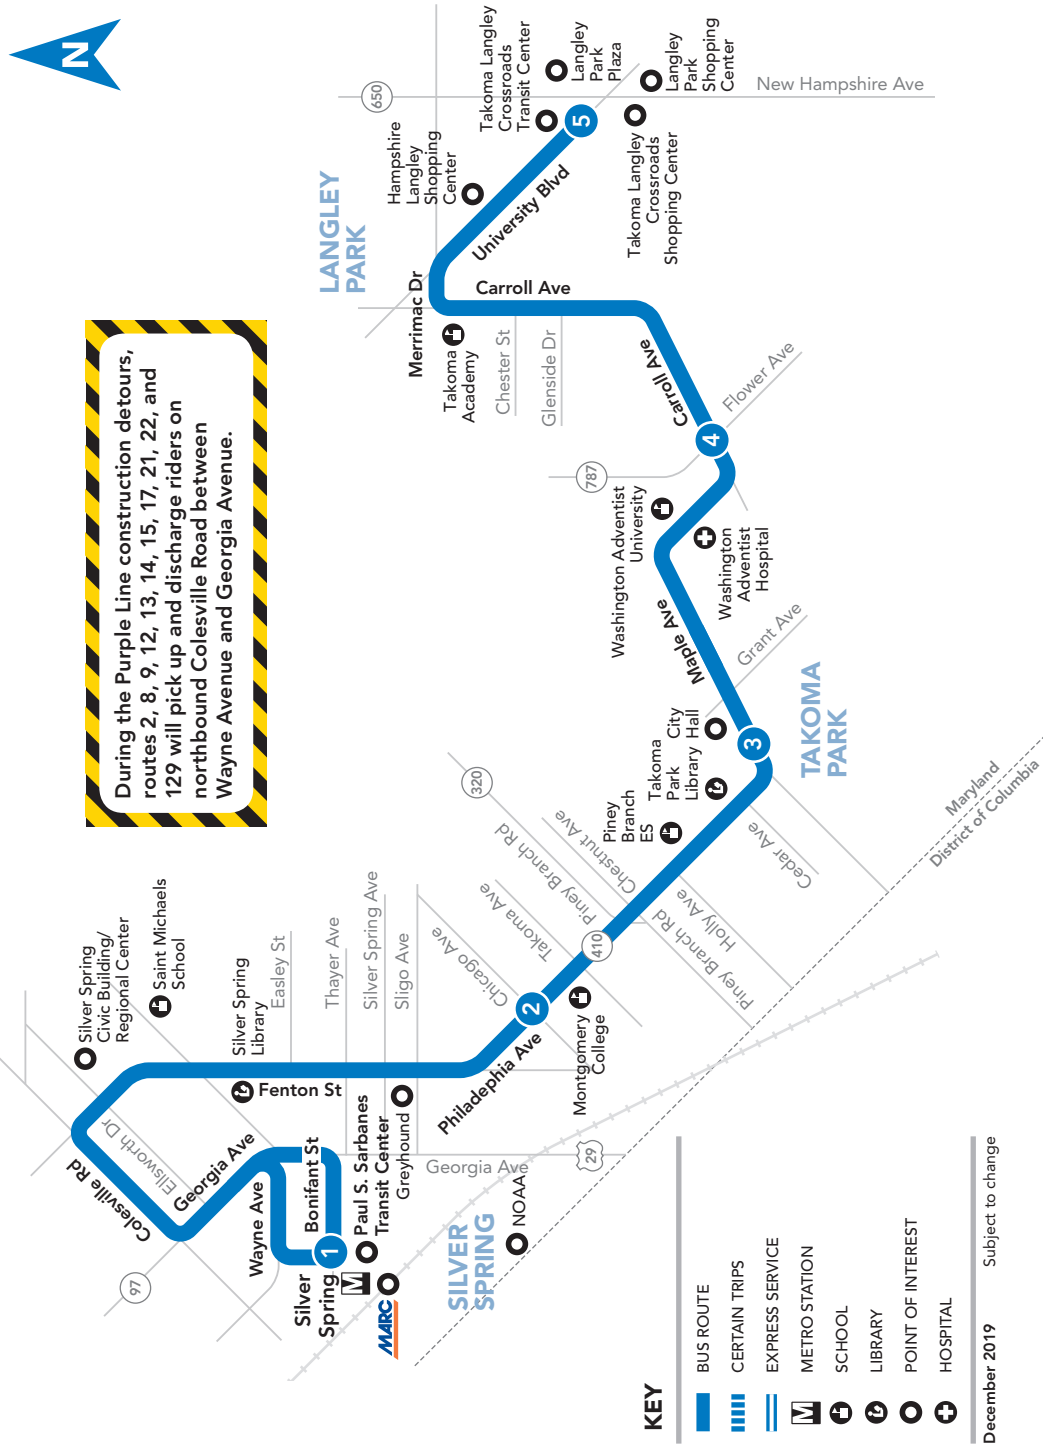 N
During the Purple Line construction detours,
routes 2, 8, 9, 12, 13, 14, 15, 17, 21, 22, and
129 will pick up and discharge riders on
northbound Colesville Road between
Wayne Avenue and Georgia Avenue.
LANGLEY
PARK
650
Hampshire
Langley
Shopping
Center
Takoma Langley
Crossroads
Transit Center
Langley
Park
Plaza
Langley
Park
Shopping
Center
New Hampshire Ave
5
Takoma Langley
Crossroads
Shopping Center
University Blvd
Merrimac Dr
Carroll Ave
Takoma
Academy
Chester St
Glenside Dr
Carroll Ave
Flower Ave
4
787
Washington Adventist
University
Washington
Adventist
Hospital
Maple Ave
Grant Ave
City
Hall
Takoma
Park
Library
3
TAKOMA
PARK
Piney
Branch
ES
320
Chestnut Ave
Piney Branch Rd
Takoma Ave
Chicago Ave
Cedar Ave
Holly Ave
Piney Branch Rd
410
Maryland
District of Columbia
2
Montgomery
College
Philadephia Ave
Silver Spring
Civic Building/
Regional Center
Saint Michaels
School
Silver Spring
Library
Easley St
Thayer Ave
Silver Spring Ave
Sligo Ave
Fenton St
Ellsworth Dr
Colesville Rd
Georgia Ave
Wayne Ave
Bonifant St
97
1
Silver
Spring
M
MARC
Paul S. Sarbanes
Transit Center
Greyhound
Georgia Ave
29
SILVER
SPRING
NOAA
KEY
BUS ROUTE
CERTAIN TRIPS
EXPRESS SERVICE
M METRO STATION
SCHOOL
LIBRARY
POINT OF INTEREST
HOSPITAL
December 2019 Subject to change